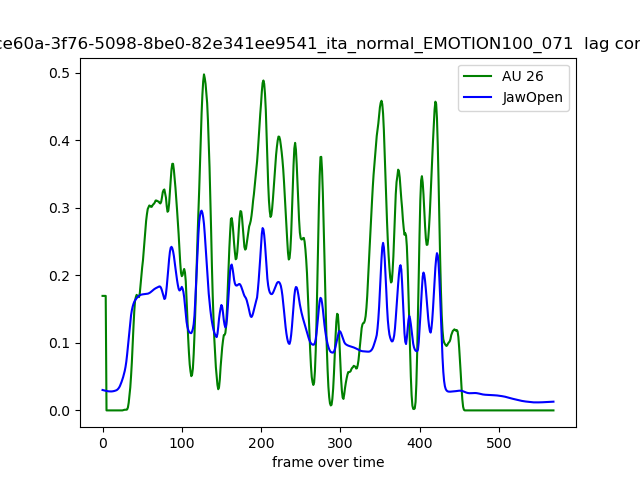 ce60a-3f76-5098-8be0-82e341ee9541_ita_normal_EMOTION100_071 lag cor
AU 26
JawOpen
0.5
0.4
0.3
0.2
0.1
0.0
0 100 200 300 400 500
frame over time